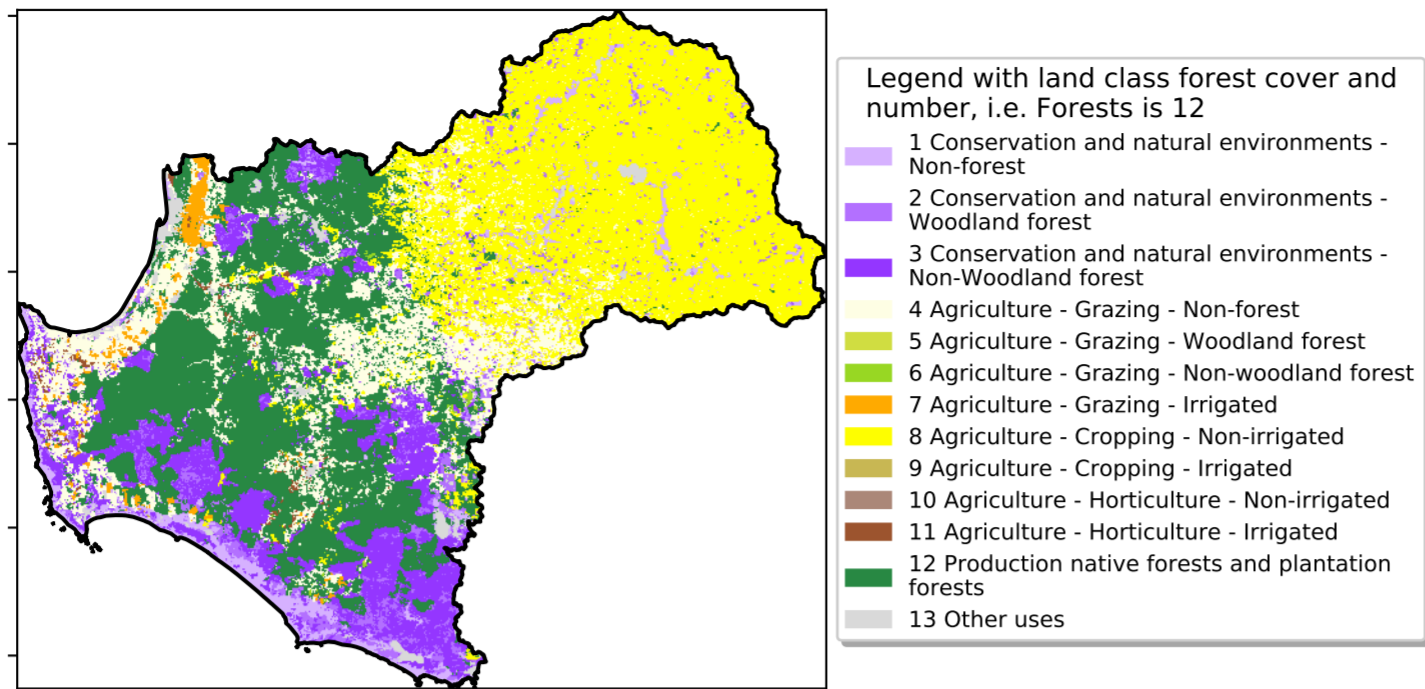 Legend with land class forest cover and
number, i.e. Forests is 12
1 Conservation and natural environments -
Non-forest
2 Conservation and natural environments -
Woodland forest
3 Conservation and natural environments -
Non-Woodland forest
4 Agriculture - Grazing - Non-forest
5 Agriculture - Grazing - Woodland forest
6 Agriculture - Grazing - Non-woodland forest
7 Agriculture - Grazing - Irrigated
8 Agriculture - Cropping - Non-irrigated
9 Agriculture - Cropping - Irrigated
10 Agriculture - Horticulture - Non-irrigated
11 Agriculture - Horticulture - Irrigated
12 Production native forests and plantation
forests
13 Other uses